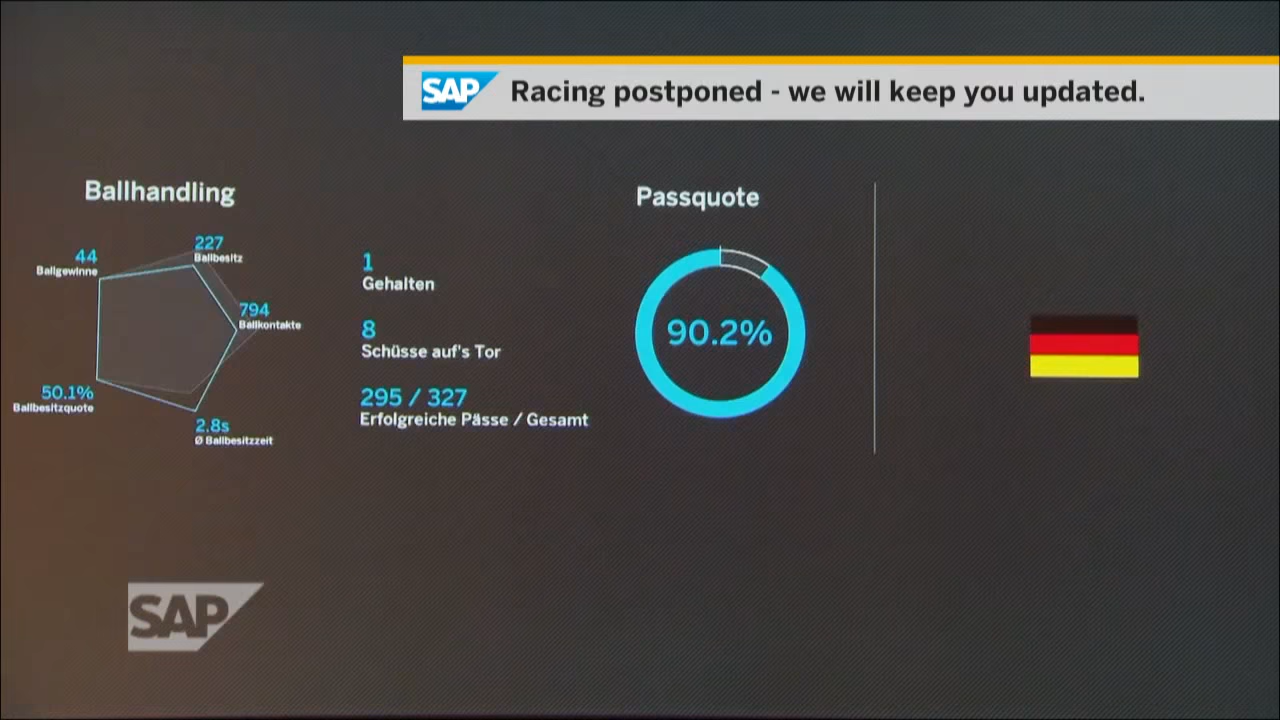 SAP Racing postponed - we will keep you updated.
Ballhandling
227
Ballbesitz
44
Ballgewinne
794
Ballkontakte
50.1%
Ballbesitzquote
2.8s
Ø Ballbesitzzeit
1
Gehalten
8
Schüsse auf's Tor
295 / 327
Erfolgreiche Pässe / Gesamt
Passquote
90.2%
SAP